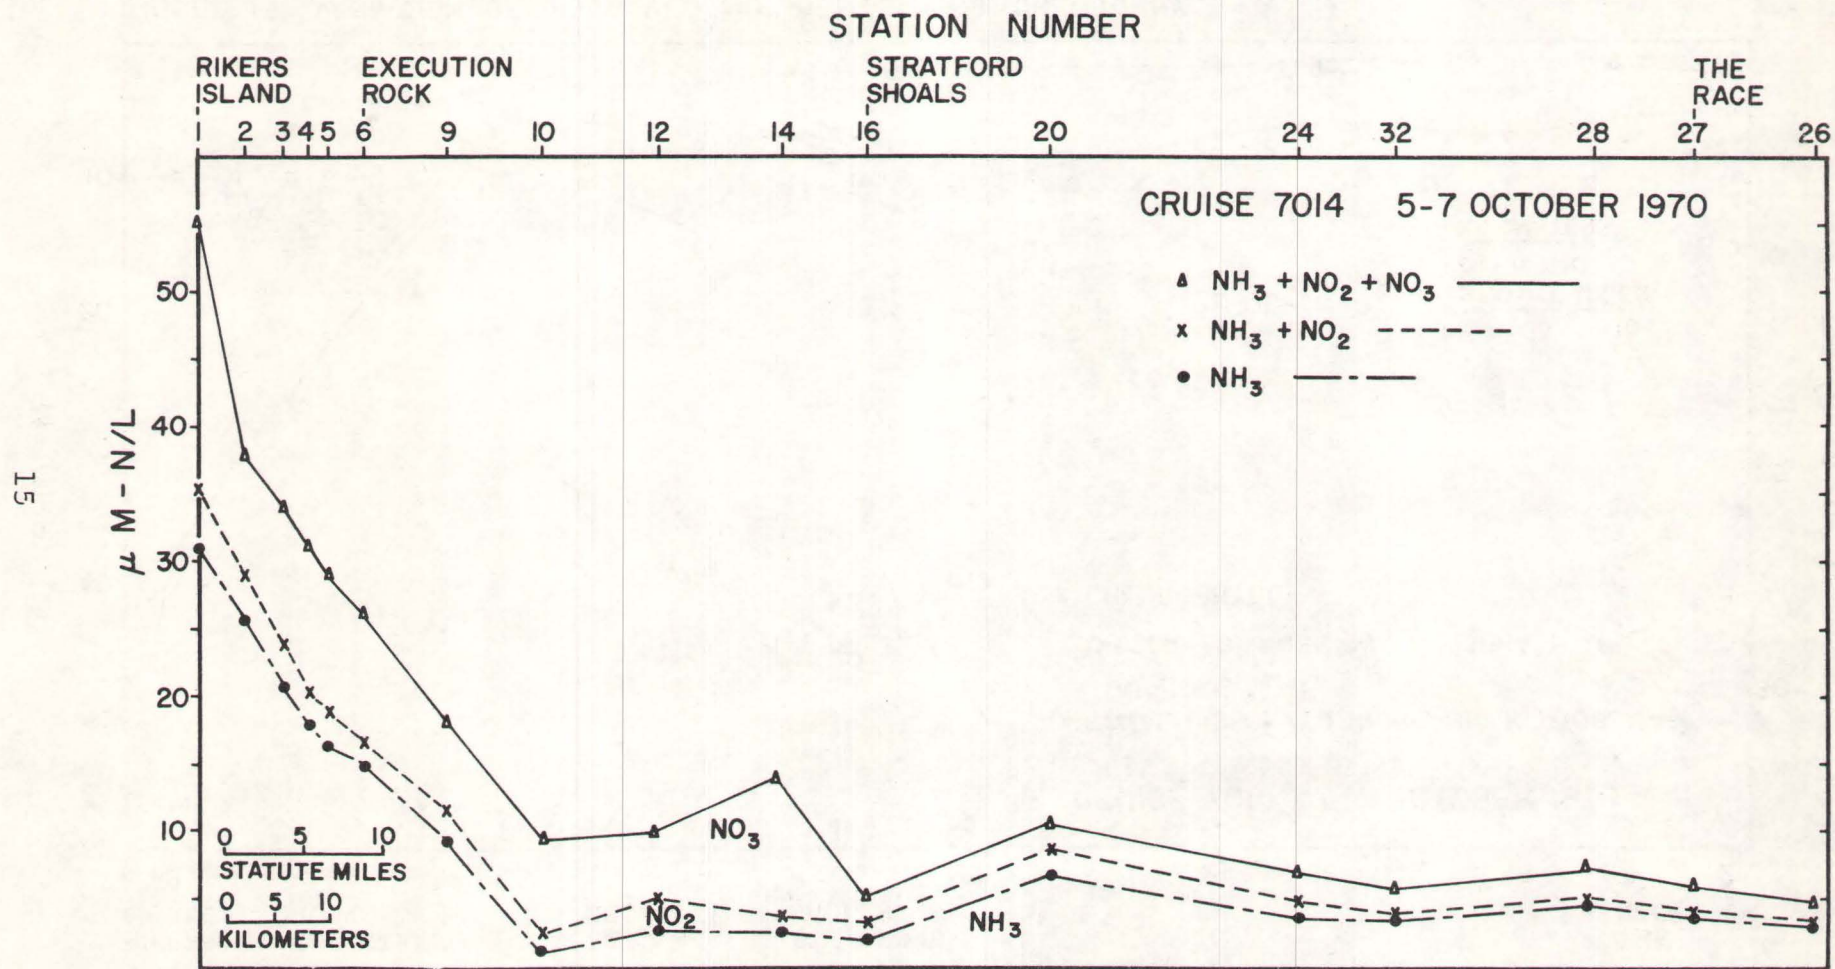 STATION NUMBER
RIKERS ISLAND
EXECUTION ROCK
STRATFORD SHOALS
THE RACE
1 2 3 4 5 6 9 10 12 14 16 20 24 32 28 27 26
CRUISE 7014 5-7 OCTOBER 1970
Δ NH₃ + NO₂ + NO₃
x NH₃ + NO₂
● NH₃
50
40
30
20
10
μ M - N/L
NO₃
NO₂
NH₃
0 5 10
STATUTE MILES
0 5 10
KILOMETERS
15